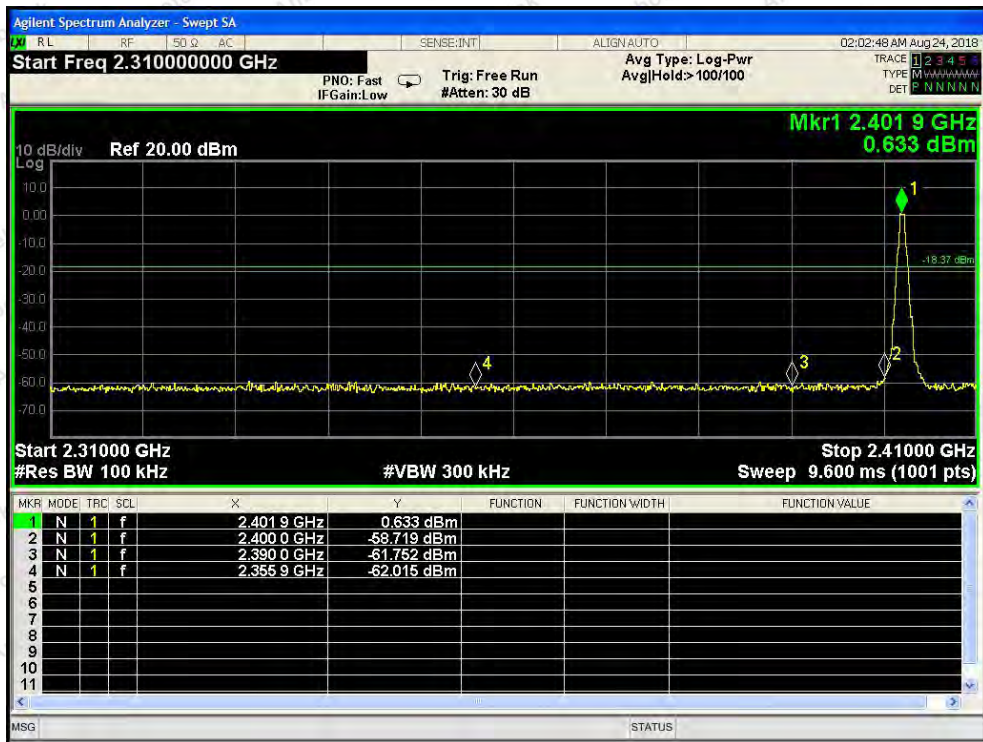 Agilent Spectrum Analyzer - Swept SA
LXI RL RF 50 Ω AC SENSE:INT ALIGNAUTO 02:02:48 AM Aug 24, 2018
Start Freq 2.310000000 GHz
PNO: Fast
IFGain:Low
Trig: Free Run
#Atten: 30 dB
Avg Type: Log-Pwr
Avg|Hold:>100/100
TRACE 1 2 3 4 5 6
TYPE M
DET P N N N N N
Mkr1 2.401 9 GHz
0.633 dBm
10 dB/div Ref 20.00 dBm
Log
10.0
0.00
-10.0
-20.0
-30.0
-40.0
-50.0
-60.0
-70.0
1
-18.37 dBm
4
3
2
Start 2.31000 GHz Stop 2.41000 GHz
#Res BW 100 kHz #VBW 300 kHz Sweep 9.600 ms (1001 pts)
MKR MODE TRC SCL X Y FUNCTION FUNCTION WIDTH FUNCTION VALUE
1 N 1 f 2.401 9 GHz 0.633 dBm
2 N 1 f 2.400 0 GHz -58.719 dBm
3 N 1 f 2.390 0 GHz -61.752 dBm
4 N 1 f 2.355 9 GHz -62.015 dBm
5
6
7
8
9
10
11
MSG STATUS